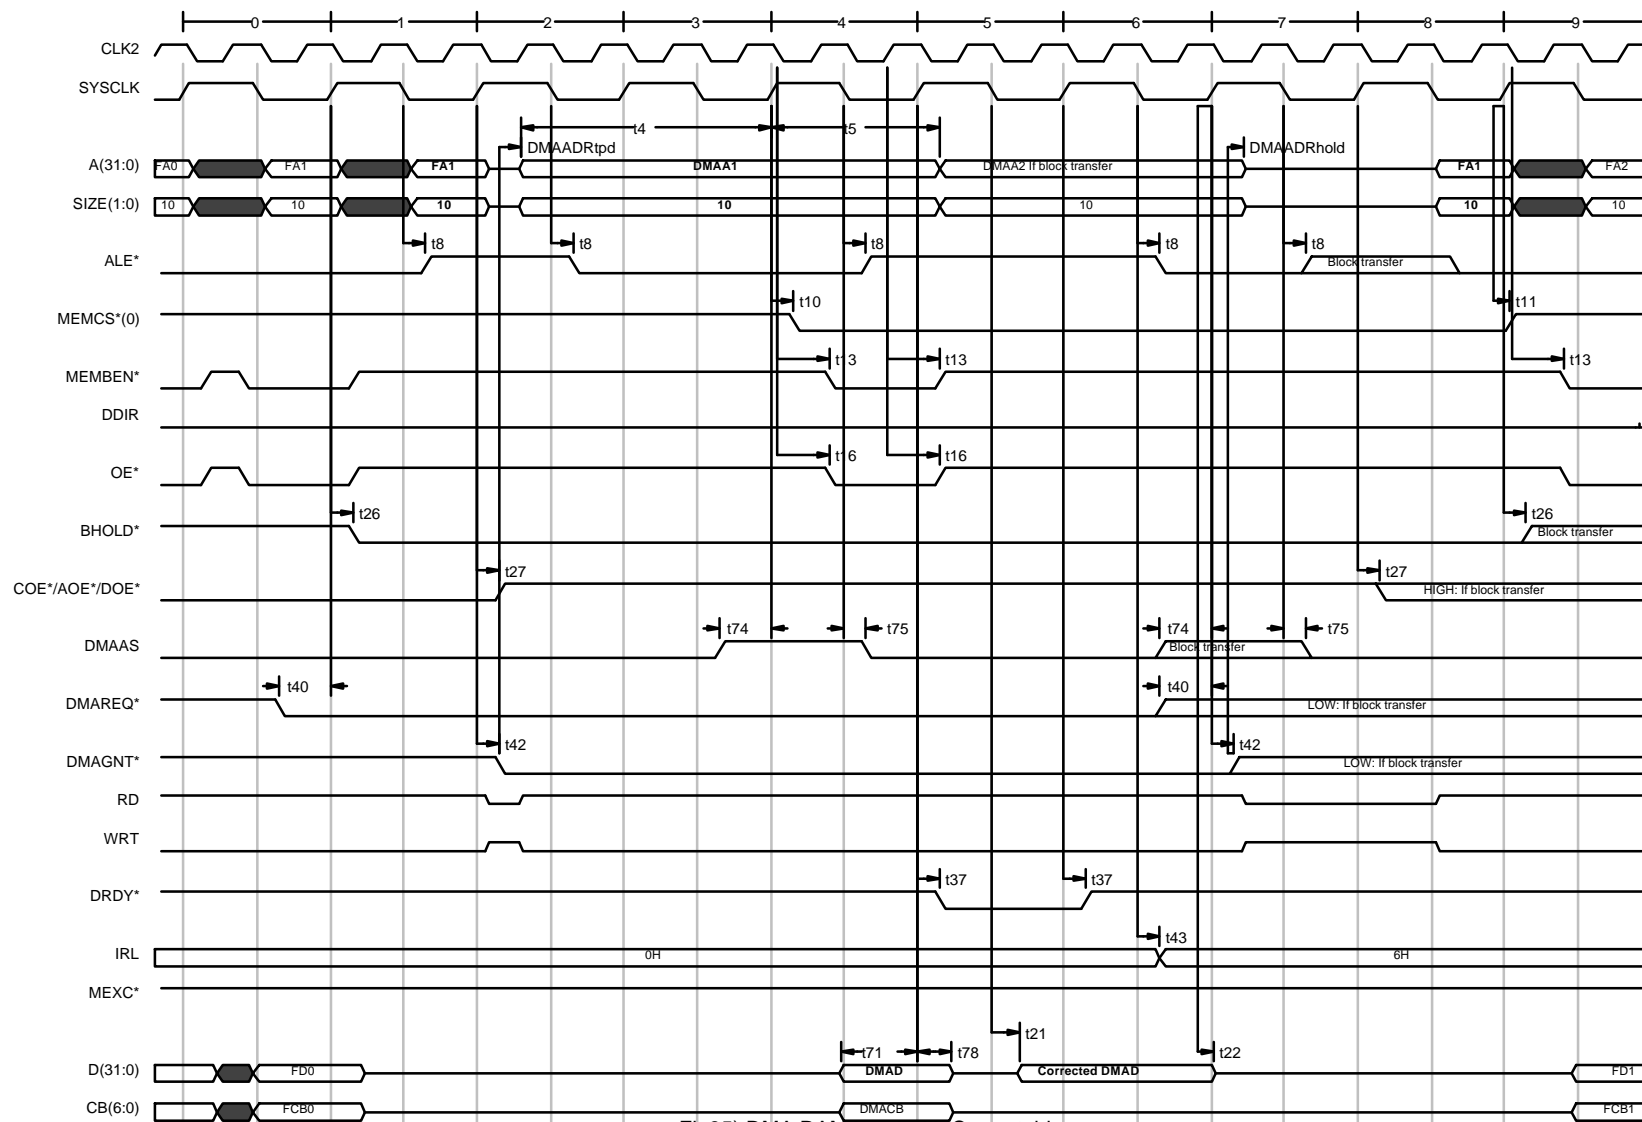 0 1 2 3 4 5 6 7 8 9
CLK2
SYSCLK
t4 t5
DMAADRtpd DMAADRhold
A(31:0) FA0 FA1 FA1 DMAA1 DMAA2 If block transfer FA1 FA2
SIZE(1:0) 10 10 10 10 10 10 10
t8 t8 t8 t8 t8
ALE* Block transfer
t10 t11
MEMCS*(0)
t13 t13 t13
MEMBEN*
DDIR
t16 t16
OE*
t26 t26
BHOLD* Block transfer
t27 t27
COE*/AOE*/DOE* HIGH: If block transfer
t74 t75 t74 t75
DMAAS Block transfer
t40 t40
DMAREQ* LOW: If block transfer
t42 t42
DMAGNT* LOW: If block transfer
RD
WRT
t37 t37
DRDY*
t43
IRL 0H 6H
MEXC*
t21
t71 t78 t22
D(31:0) FD0 DMAD Corrected DMAD FD1
CB(6:0) FCB0 DMACB FCB1